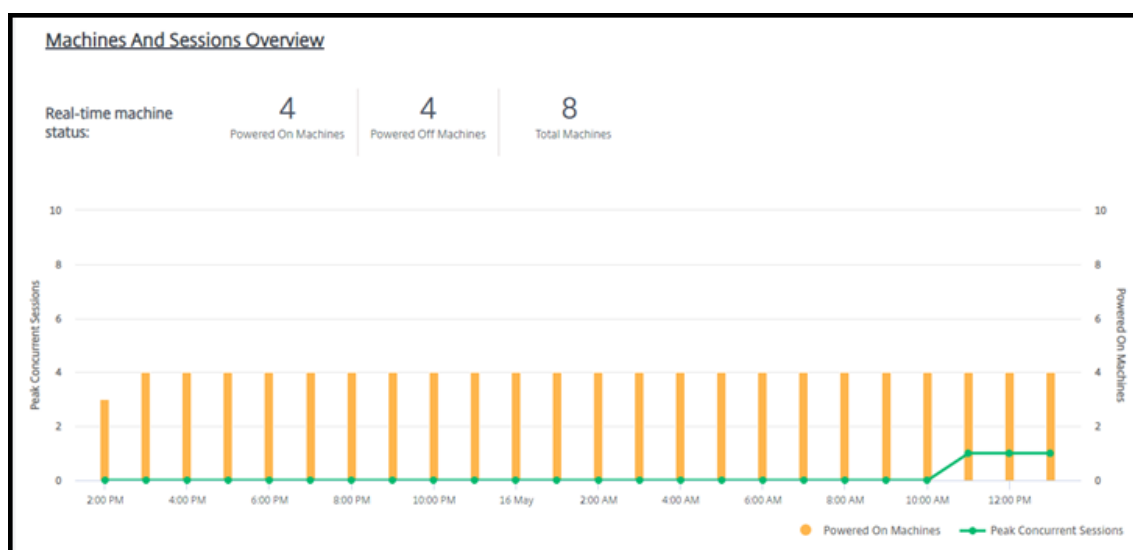 Machines And Sessions Overview
Real-time machine
status:
4
Powered On Machines
4
Powered Off Machines
8
Total Machines
10
8
6
4
2
0
Peak Concurrent Sessions
10
8
6
4
2
0
Powered On Machines
2:00 PM 4:00 PM 6:00 PM 8:00 PM 10:00 PM 16 May 2:00 AM 4:00 AM 6:00 AM 8:00 AM 10:00 AM 12:00 PM
Powered On Machines Peak Concurrent Sessions